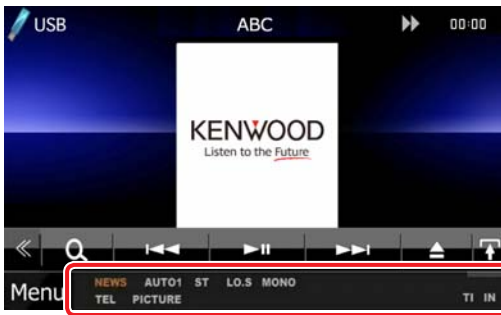 USB ABC 00:00
KENWOOD
Listen to the Future
Menu
NEWS AUTO1 ST LO.S MONO
TEL PICTURE TI IN